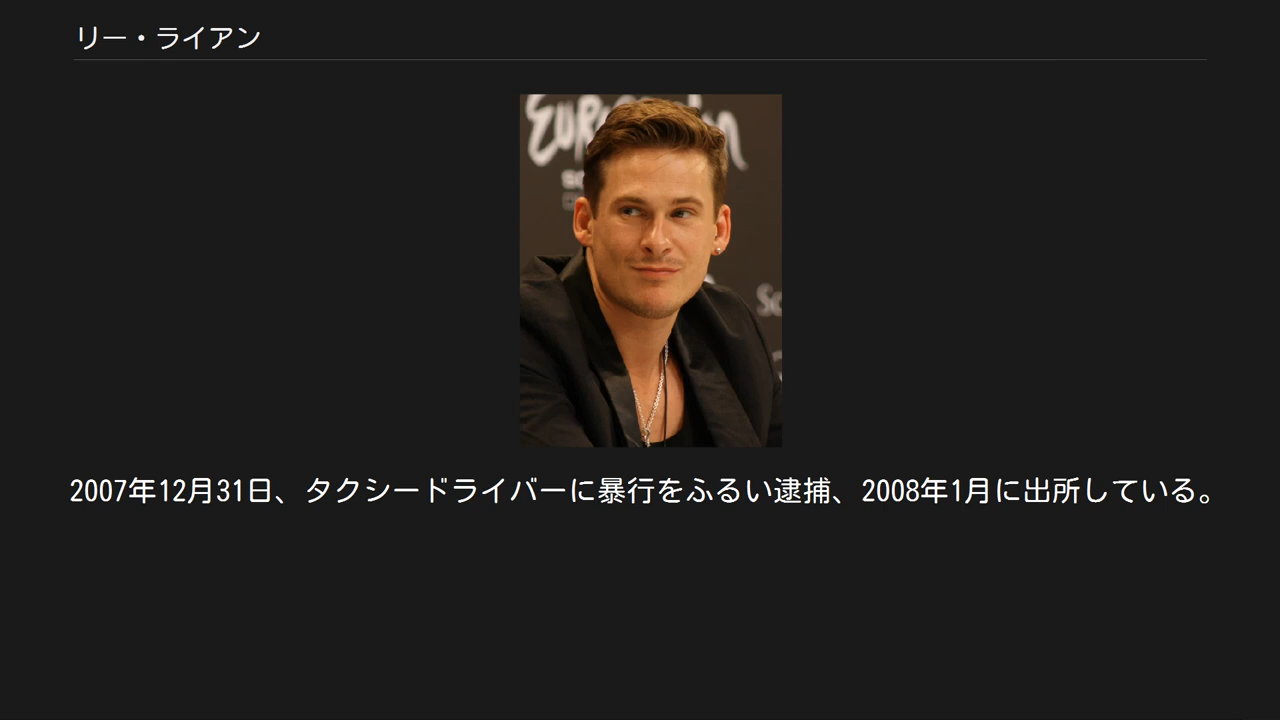 リー・ライアン
Eur
2007年12月31日、タクシードライバーに暴行をふるい逮捕、2008年1月に出所している。